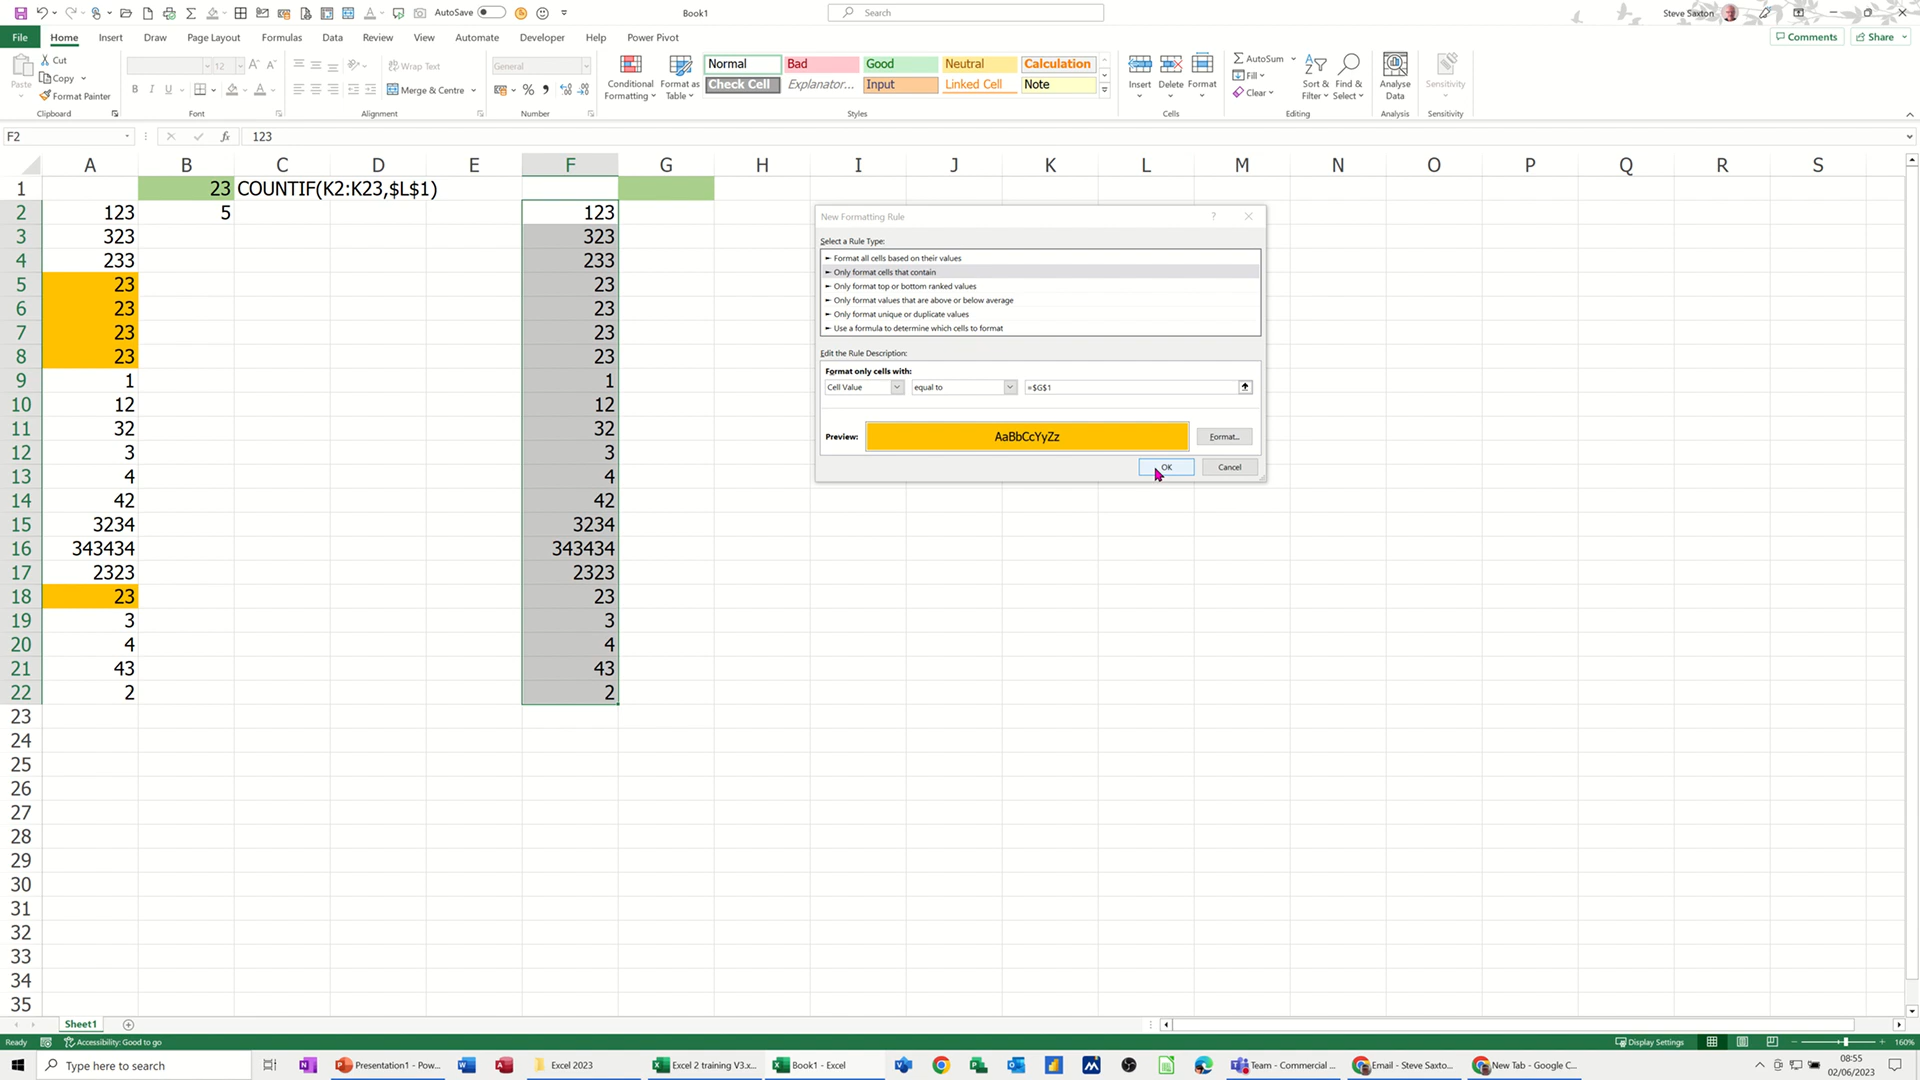 AutoSave
Book1
Search
Steve Saxton
File Home Insert Draw Page Layout Formulas Data Review View Automate Developer Help Power Pivot
Comments Share
Paste
Cut
Copy
Format Painter
Clipboard
12
B I U
Font
Wrap Text
Merge & Centre
Alignment
General
Number
Conditional Formatting
Format as Table
Normal Bad Good Neutral Calculation
Check Cell Explanator... Input Linked Cell Note
Styles
Insert Delete Format
Cells
AutoSum
Fill
Clear
Sort & Filter
Find & Select
Editing
Analyse Data
Analysis
Sensitivity
Sensitivity
F2 fx 123
A B C D E F G H I J K L M N O P Q R S
1 23 COUNTIF(K2:K23,$L$1)
2 123 5 123
3 323 323
4 233 233
5 23 23
6 23 23
7 23 23
8 23 23
9 1 1
10 12 12
11 32 32
12 3 3
13 4 4
14 42 42
15 3234 3234
16 343434 343434
17 2323 2323
18 23 23
19 3 3
20 4 4
21 43 43
22 2 2
23
24
25
26
27
28
29
30
31
32
33
34
35
New Formatting Rule ?
Select a Rule Type:
► Format all cells based on their values
► Only format cells that contain
► Only format top or bottom ranked values
► Only format values that are above or below average
► Only format unique or duplicate values
► Use a formula to determine which cells to format
Edit the Rule Description:
Format only cells with:
Cell Value equal to =$G$1
Preview: AaBbCcYyZz Format...
OK Cancel
Sheet1
Ready Accessibility: Good to go Display Settings 160%
Type here to search
Presentation1 - Pow...
Excel 2023
Excel 2 training V3.x...
Book1 - Excel
Team - Commercial ...
Email - Steve Saxto...
New Tab - Google C...
08:55
02/06/2023